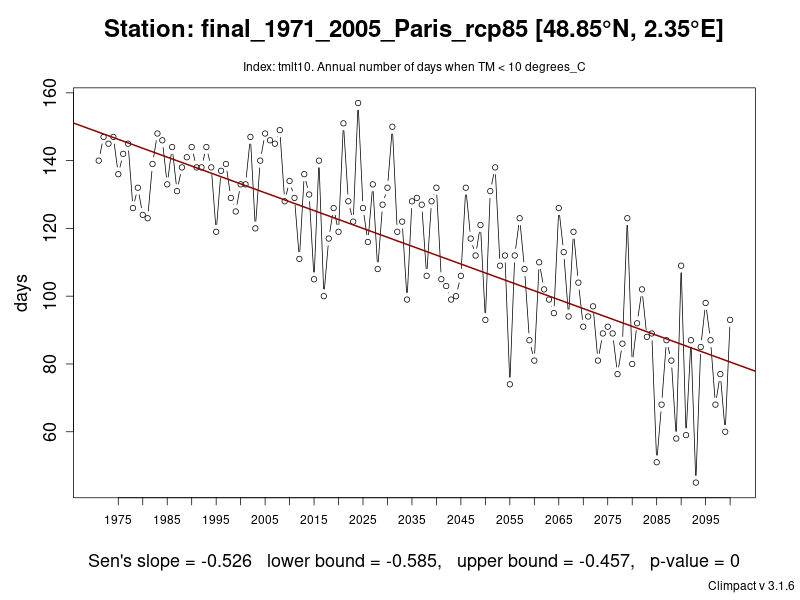 Station: final_1971_2005_Paris_rcp85 [48.85°N, 2.35°E]
Index: tmlt10. Annual number of days when TM < 10 degrees_C
days
160
140
120
100
80
60
1975 1985 1995 2005 2015 2025 2035 2045 2055 2065 2075 2085 2095
Sen's slope = -0.526 lower bound = -0.585, upper bound = -0.457, p-value = 0
Climpact v 3.1.6